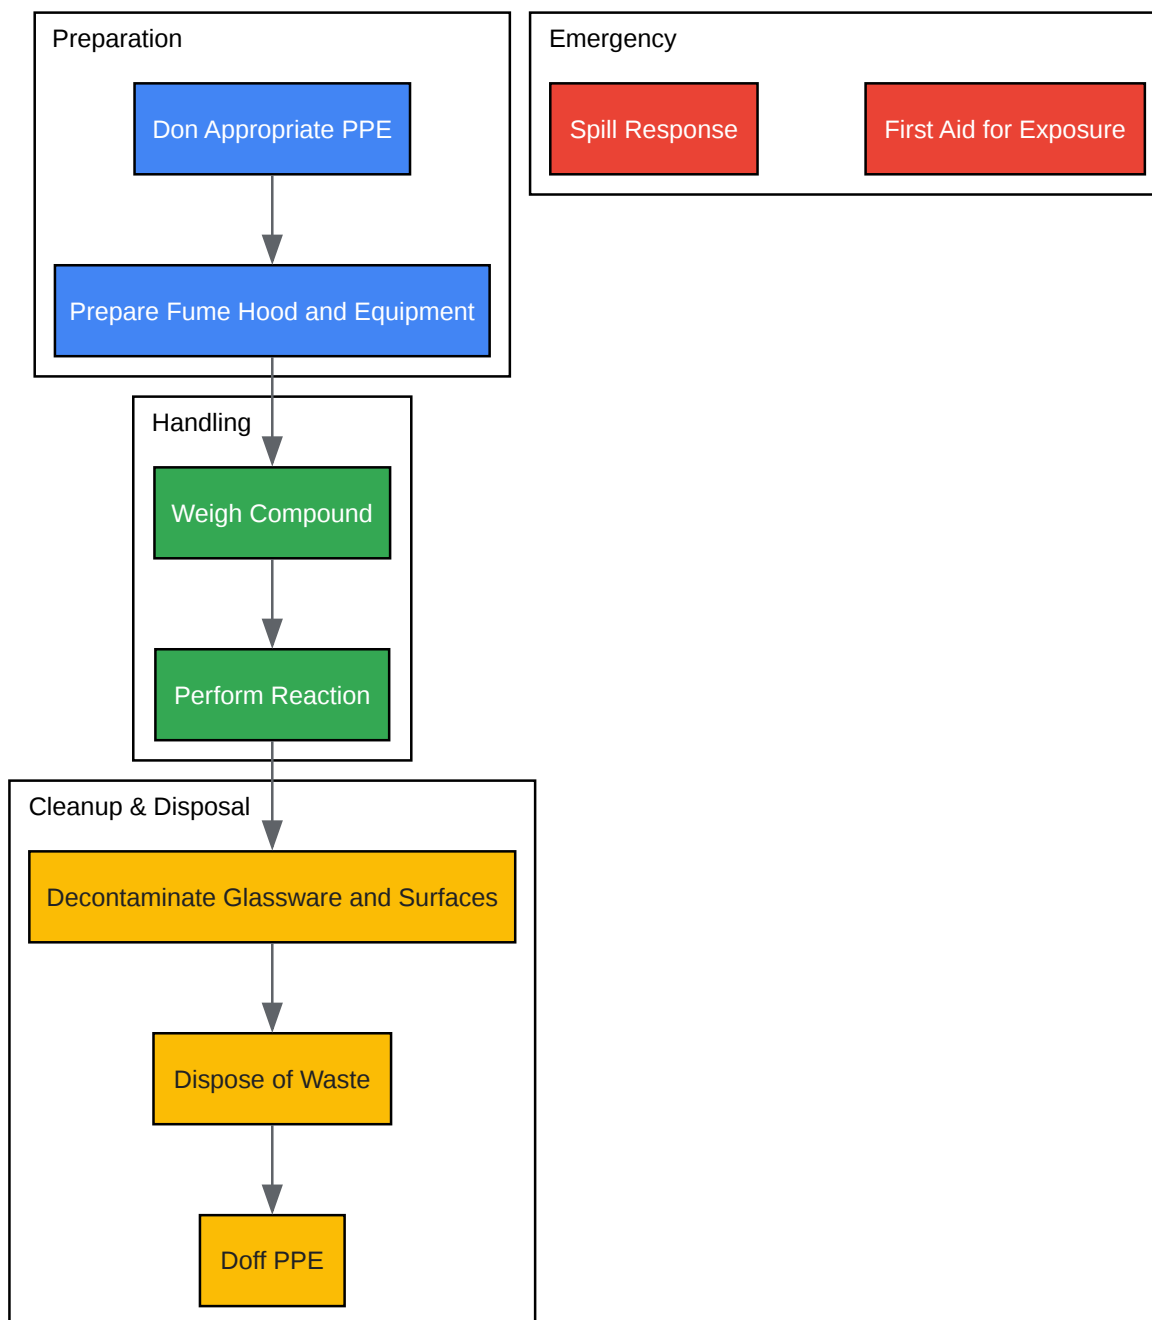 Preparation
Don Appropriate PPE
Prepare Fume Hood and Equipment
Handling
Weigh Compound
Perform Reaction
Cleanup & Disposal
Decontaminate Glassware and Surfaces
Dispose of Waste
Doff PPE
Emergency
Spill Response
First Aid for Exposure